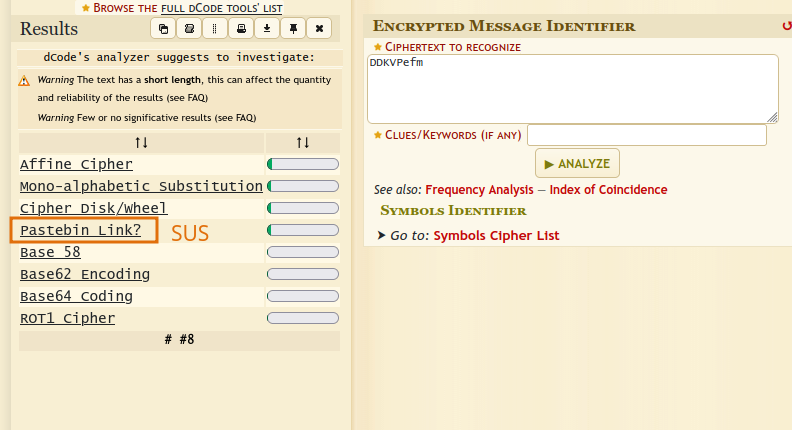 ★ BROWSE THE FULL DCODE TOOLS' LIST
Results
dCode's analyzer suggests to investigate:
Warning The text has a short length, this can affect the quantity
and reliability of the results (see FAQ)
Warning Few or no significative results (see FAQ)
↑↓ ↑↓
Affine Cipher
Mono-alphabetic Substitution
Cipher Disk/Wheel
Pastebin Link? SUS
Base 58
Base62 Encoding
Base64 Coding
ROT1 Cipher
# #8
ENCRYPTED MESSAGE IDENTIFIER
★ CIPHERTEXT TO RECOGNIZE
DDKVPefm
★ CLUES/KEYWORDS (IF ANY)
▶ ANALYZE
See also: Frequency Analysis — Index of Coincidence
SYMBOLS IDENTIFIER
➤ Go to: Symbols Cipher List